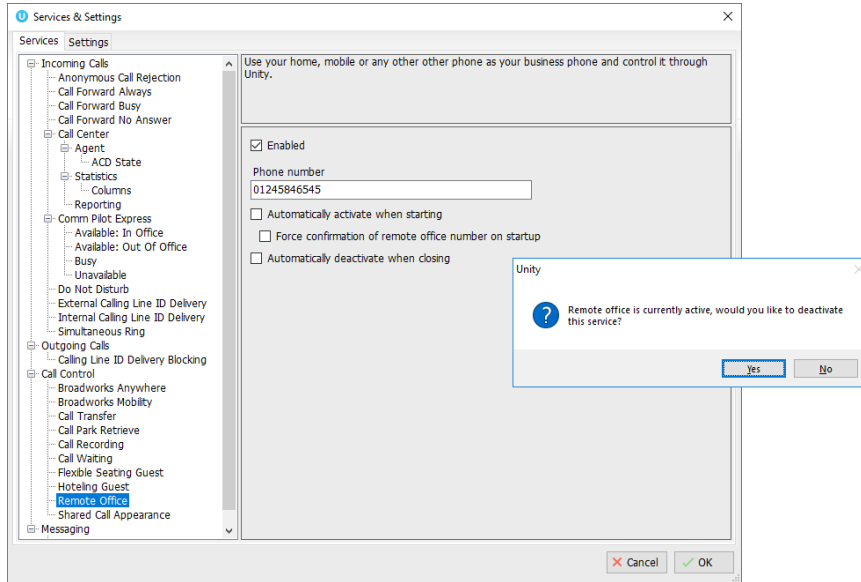 Services & Settings
Services Settings
Incoming Calls
Anonymous Call Rejection
Call Forward Always
Call Forward Busy
Call Forward No Answer
Call Center
Agent
ACD State
Statistics
Columns
Reporting
Comm Pilot Express
Available: In Office
Available: Out Of Office
Busy
Unavailable
Do Not Disturb
External Calling Line ID Delivery
Internal Calling Line ID Delivery
Simultaneous Ring
Outgoing Calls
Calling Line ID Delivery Blocking
Call Control
Broadworks Anywhere
Broadworks Mobility
Call Transfer
Call Park Retrieve
Call Recording
Call Waiting
Flexible Seating Guest
Hoteling Guest
Remote Office
Shared Call Appearance
Messaging
Use your home, mobile or any other other phone as your business phone and control it through
Unity.
Enabled
Phone number
01245846545
Automatically activate when starting
Force confirmation of remote office number on startup
Automatically deactivate when closing
Unity
Remote office is currently active, would you like to deactivate
this service?
Yes No
Cancel OK